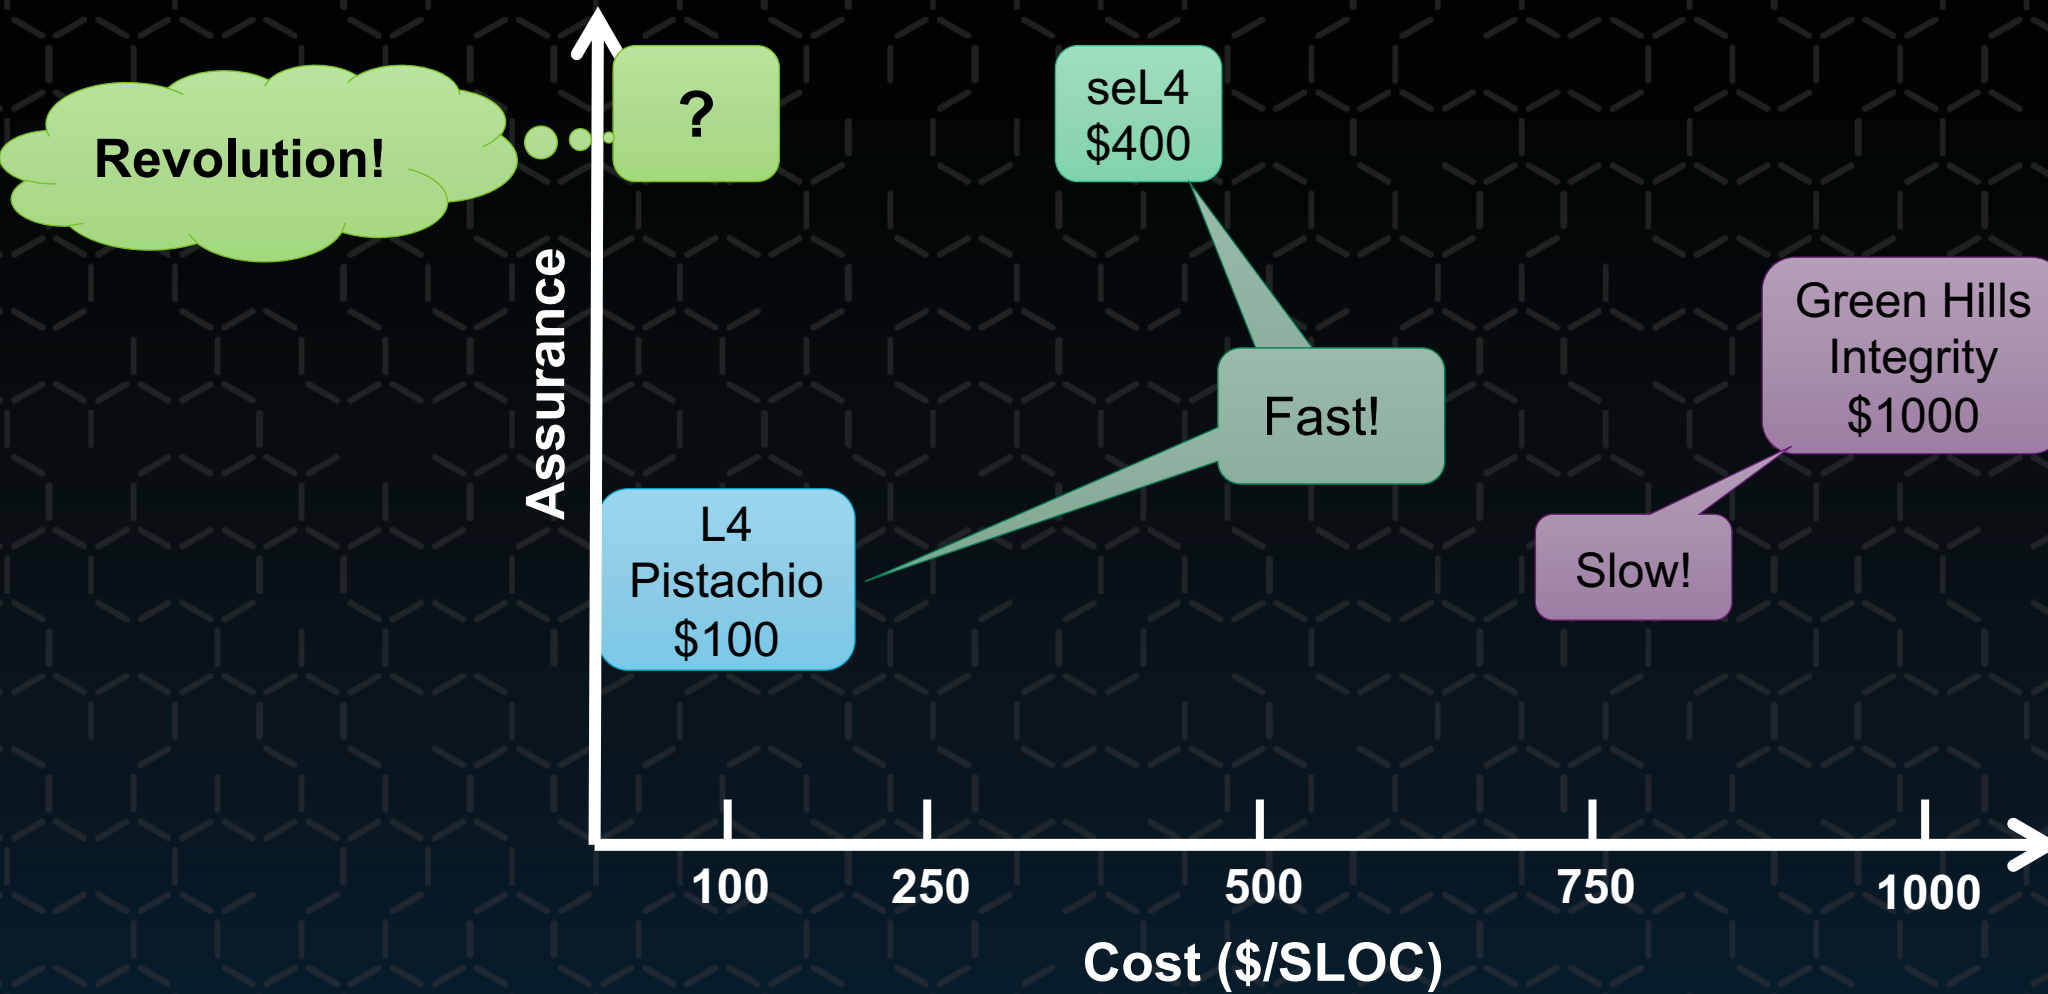 Revolution!
?
seL4
$400
Green Hills
Integrity
$1000
Assurance
Fast!
L4
Pistachio
$100
Slow!
100
250
500
750
1000
Cost ($/SLOC)